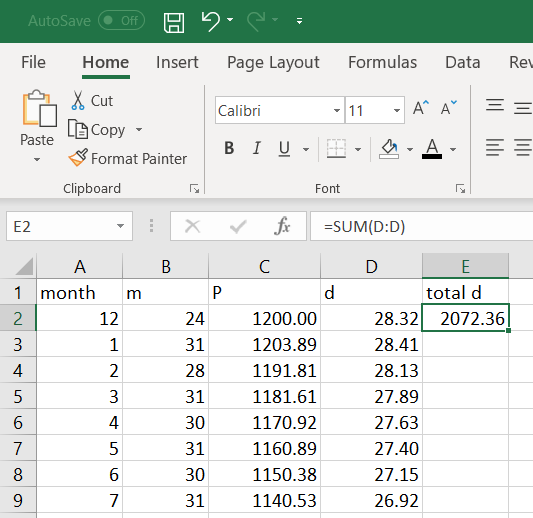 AutoSave Off
File Home Insert Page Layout Formulas Data Rev
Paste
Cut
Copy
Format Painter
Clipboard
Calibri 11 A A
B I U A
Font
E2 fx =SUM(D:D)
A B C D E
1 month m P d total d
2 12 24 1200.00 28.32 2072.36
3 1 31 1203.89 28.41
4 2 28 1191.81 28.13
5 3 31 1181.61 27.89
6 4 30 1170.92 27.63
7 5 31 1160.89 27.40
8 6 30 1150.38 27.15
9 7 31 1140.53 26.92